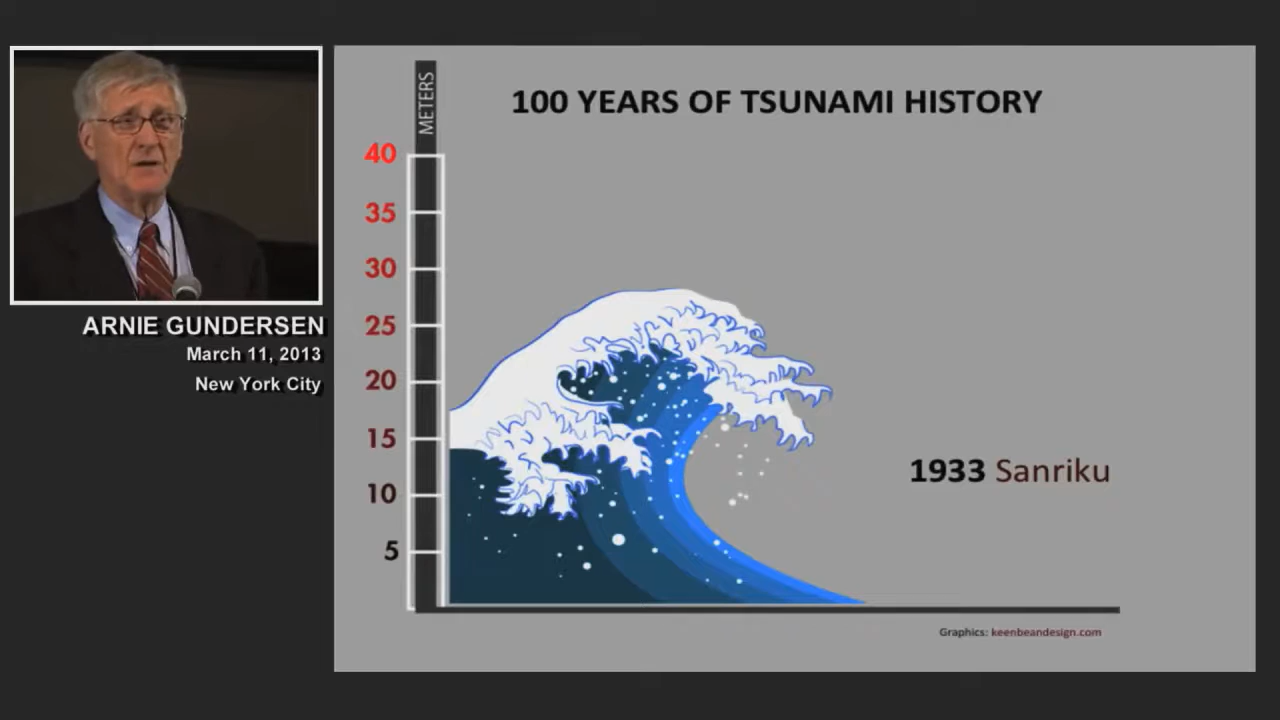 ARNIE GUNDERSEN
March 11, 2013
New York City
100 YEARS OF TSUNAMI HISTORY
METERS
40
35
30
25
20
15
10
5
1933 Sanriku
Graphics: keenbeandesign.com